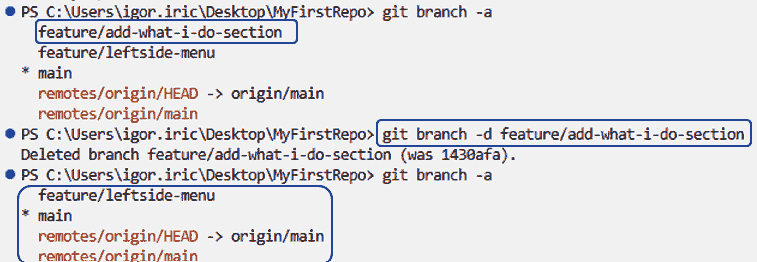 PS C:\Users\igor.iric\Desktop\MyFirstRepo> git branch -a
feature/add-what-i-do-section
feature/leftside-menu
* main
remotes/origin/HEAD -> origin/main
remotes/origin/main
PS C:\Users\igor.iric\Desktop\MyFirstRepo> git branch -d feature/add-what-i-do-section
Deleted branch feature/add-what-i-do-section (was 1430afa).
PS C:\Users\igor.iric\Desktop\MyFirstRepo> git branch -a
feature/leftside-menu
* main
remotes/origin/HEAD -> origin/main
remotes/origin/main